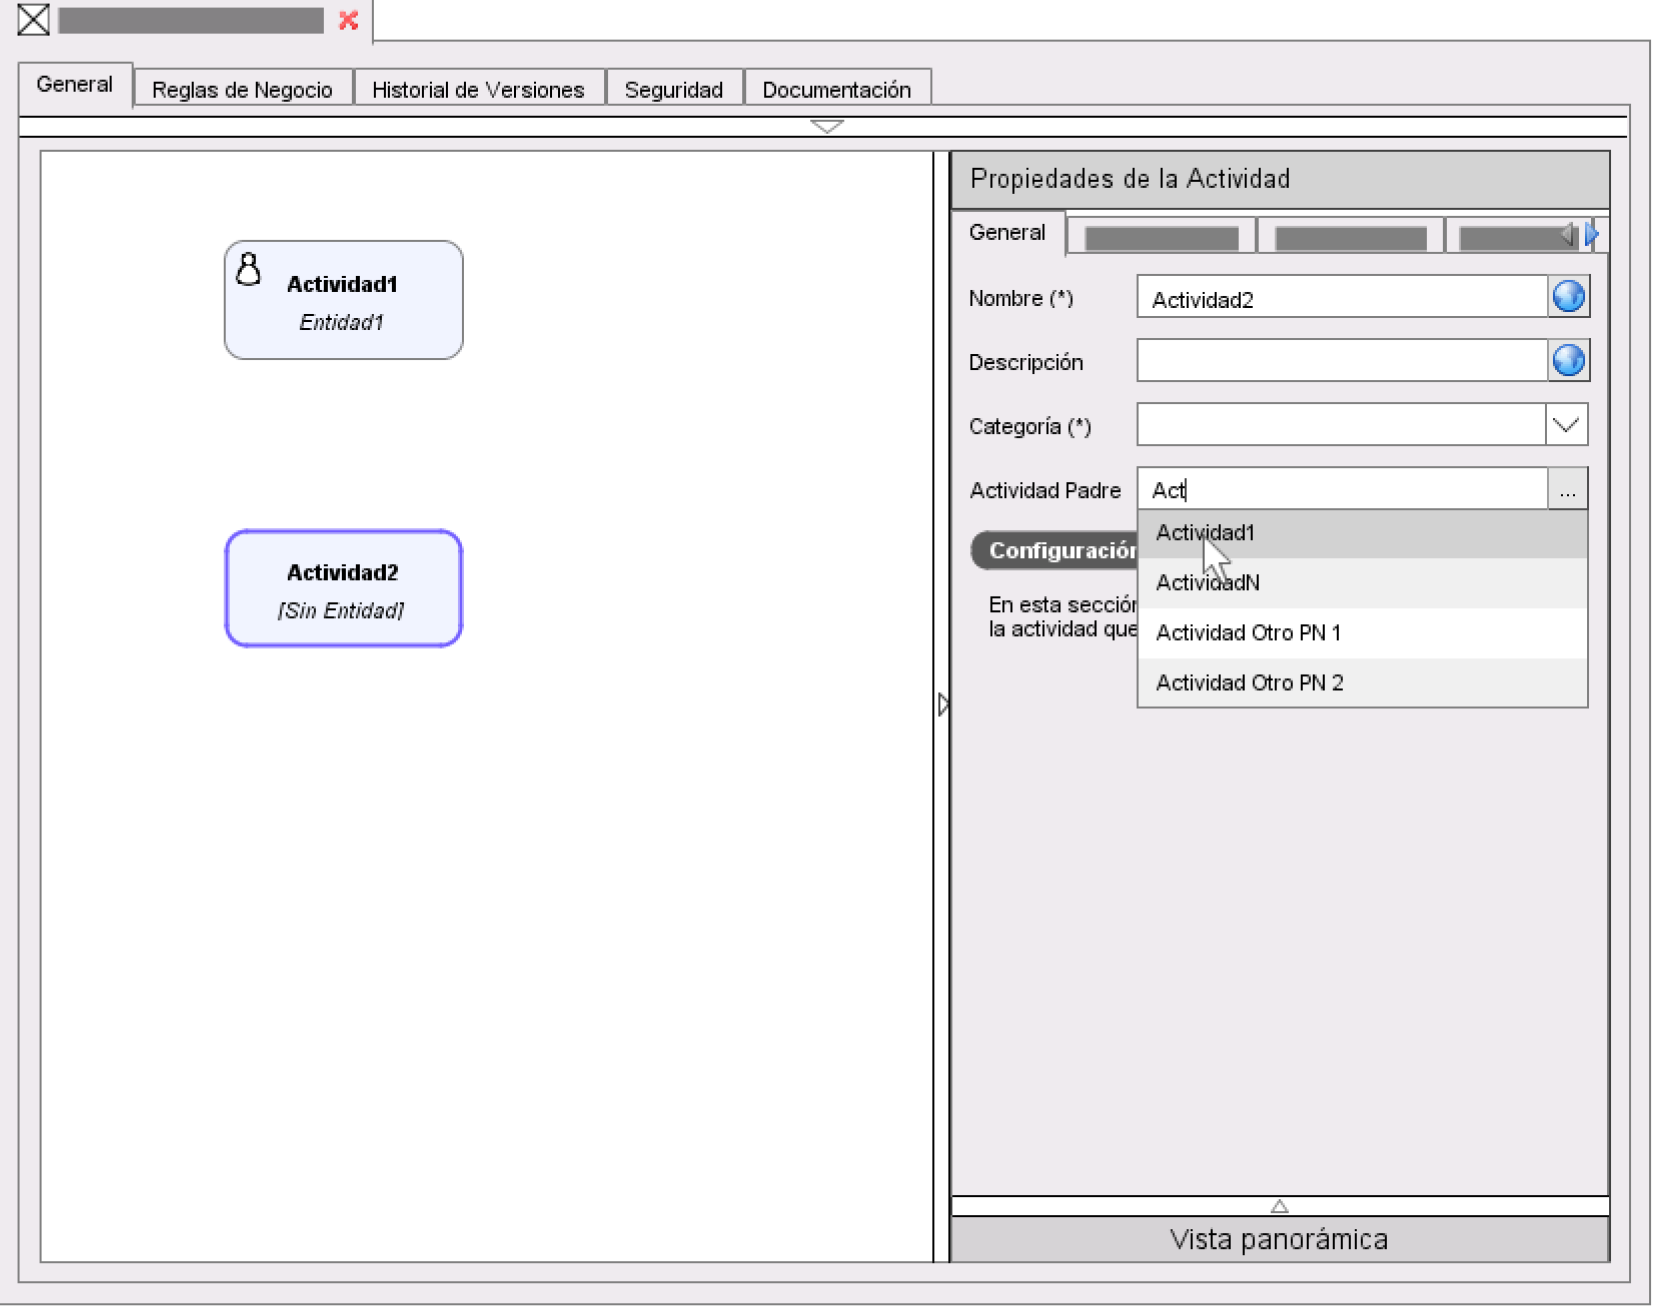 General
Reglas de Negocio
Historial de Versiones
Seguridad
Documentación
Actividad1
Entidad1
Actividad2
[Sin Entidad]
Propiedades de la Actividad
General
Nombre (*)
Actividad2
Descripción
Categoría (*)
Actividad Padre
Act
...
Actividad1
ActividadN
Actividad Otro PN 1
Actividad Otro PN 2
Configuración
En esta sección
la actividad que
Vista panorámica